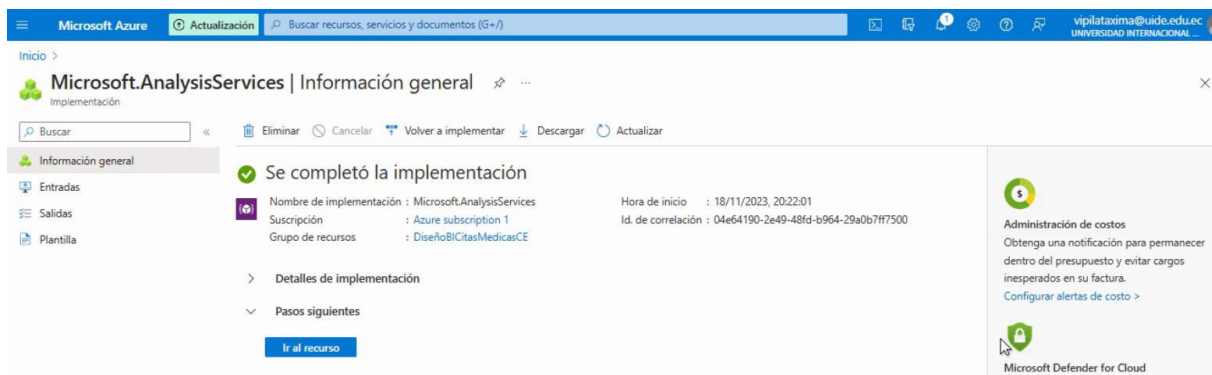 Microsoft Azure
Actualización
Buscar recursos, servicios y documentos (G+/)
vipilataxima@uide.edu.ec
UNIVERSIDAD INTERNACIONAL ...
Inicio >
Microsoft.AnalysisServices | Información general
Implementación
Buscar
Eliminar
Cancelar
Volver a implementar
Descargar
Actualizar
Información general
Entradas
Salidas
Plantilla
Se completó la implementación
Nombre de implementación : Microsoft.AnalysisServices
Suscripción : Azure subscription 1
Grupo de recursos : DiseñoBICitasMedicasCE
Hora de inicio : 18/11/2023, 20:22:01
Id. de correlación : 04e64190-2e49-48fd-b964-29a0b7ff7500
Detalles de implementación
Pasos siguientes
Ir al recurso
Administración de costos
Obtenga una notificación para permanecer
dentro del presupuesto y evitar cargos
inesperados en su factura.
Configurar alertas de costo >
Microsoft Defender for Cloud